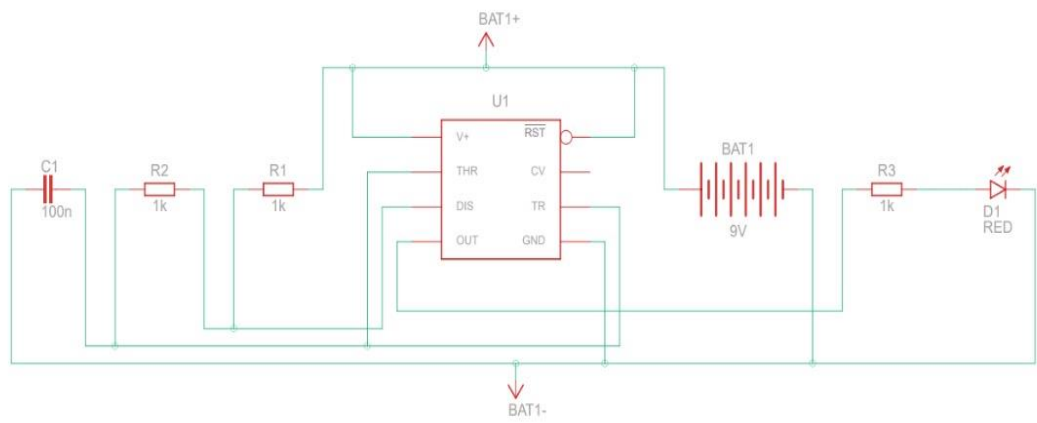 BAT1+
U1
V+
RST
THR
CV
DIS
TR
OUT
GND
C1
100n
R2
1k
R1
1k
BAT1
9V
R3
1k
D1
RED
BAT1-